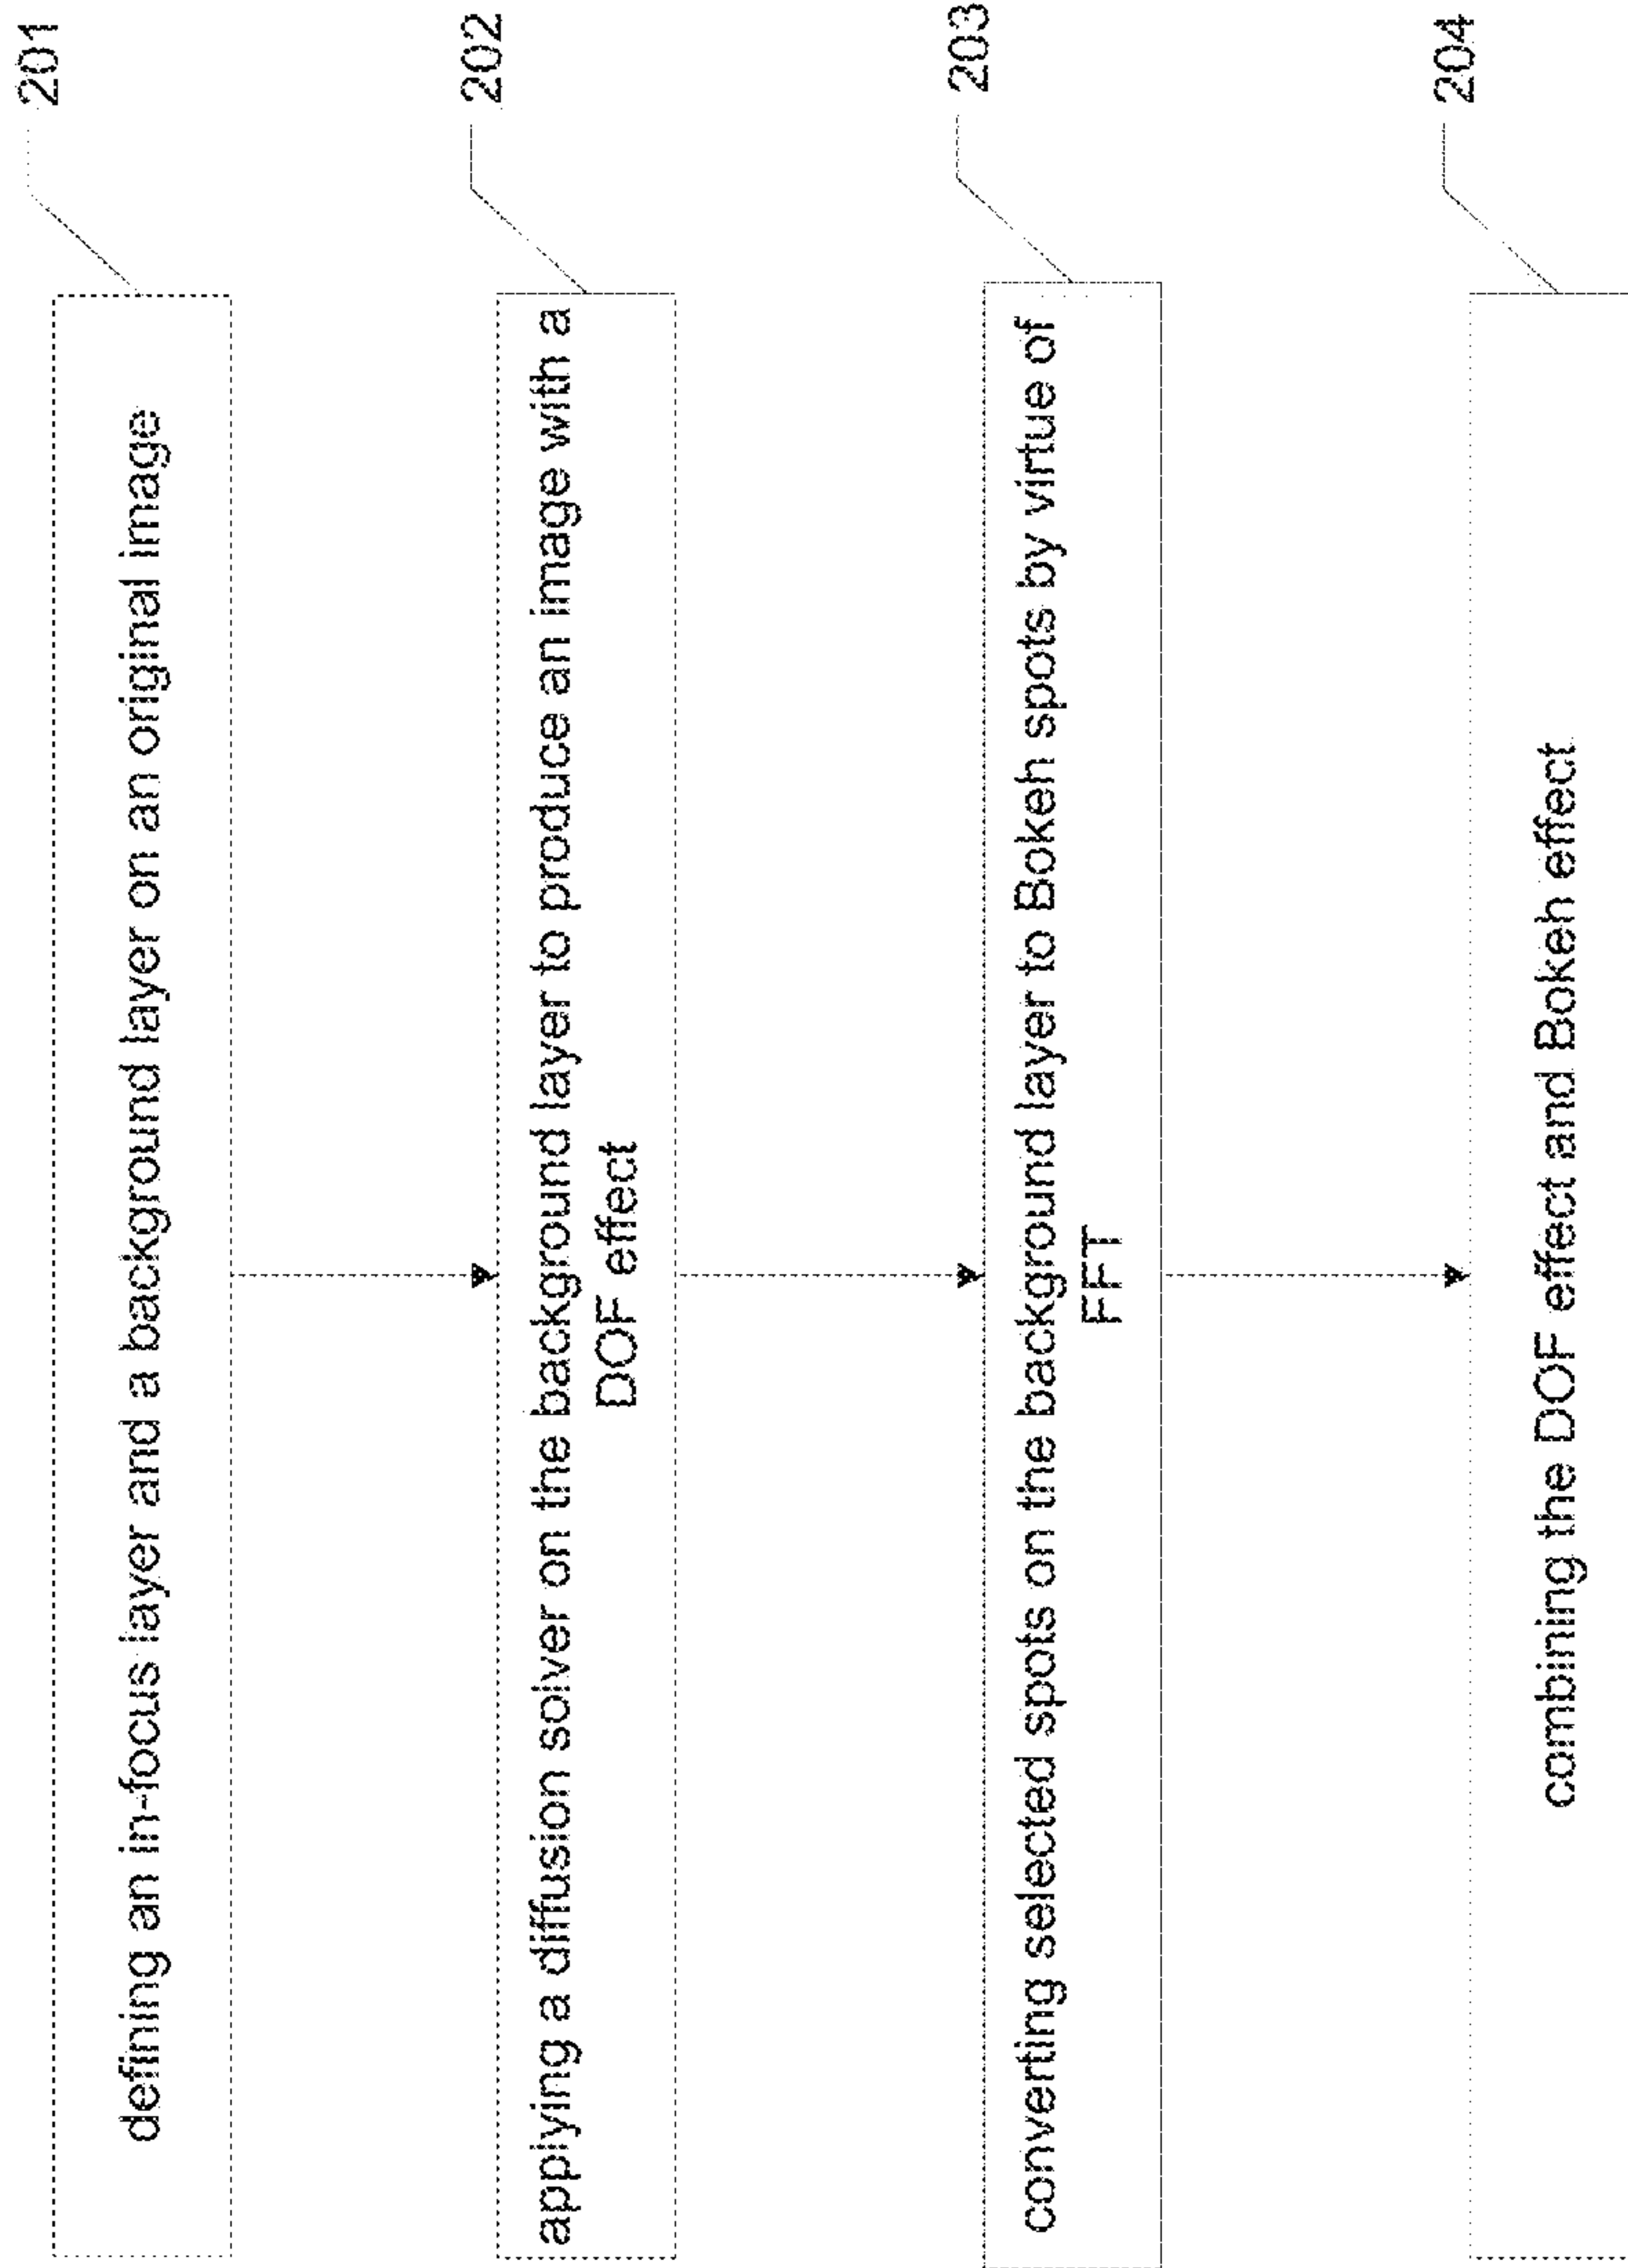 201
defining an in-focus layer and a background layer on an original image
202
applying a diffusion solver on the background layer to produce an image with a
DOF effect
203
converting selected spots on the background layer to Bokeh spots by virtue of
FFT
204
combining the DOF effect and Bokeh effect